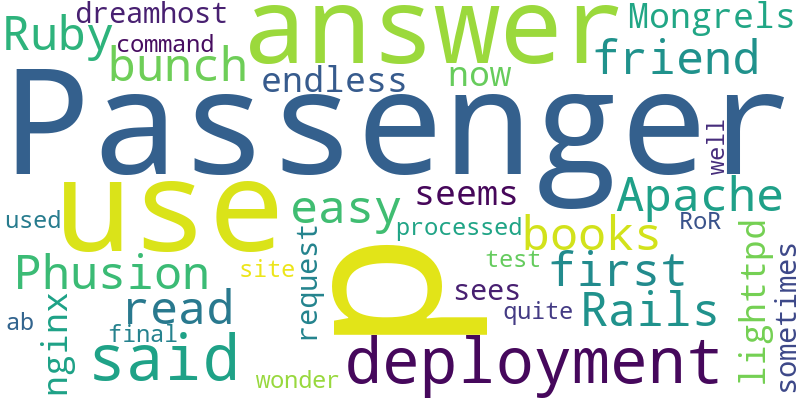 dreamhost
answer
Mongrels
Ruby
command
friend
bunch
endless
now
Passenger
well
use
seems
Apache
easy
used
processed
books
RoR
p
Phusion
site
request
test
first
lighttpd
sometimes
sees
nginx
read
quite
Rails
ab
final
said
deployment
wonder